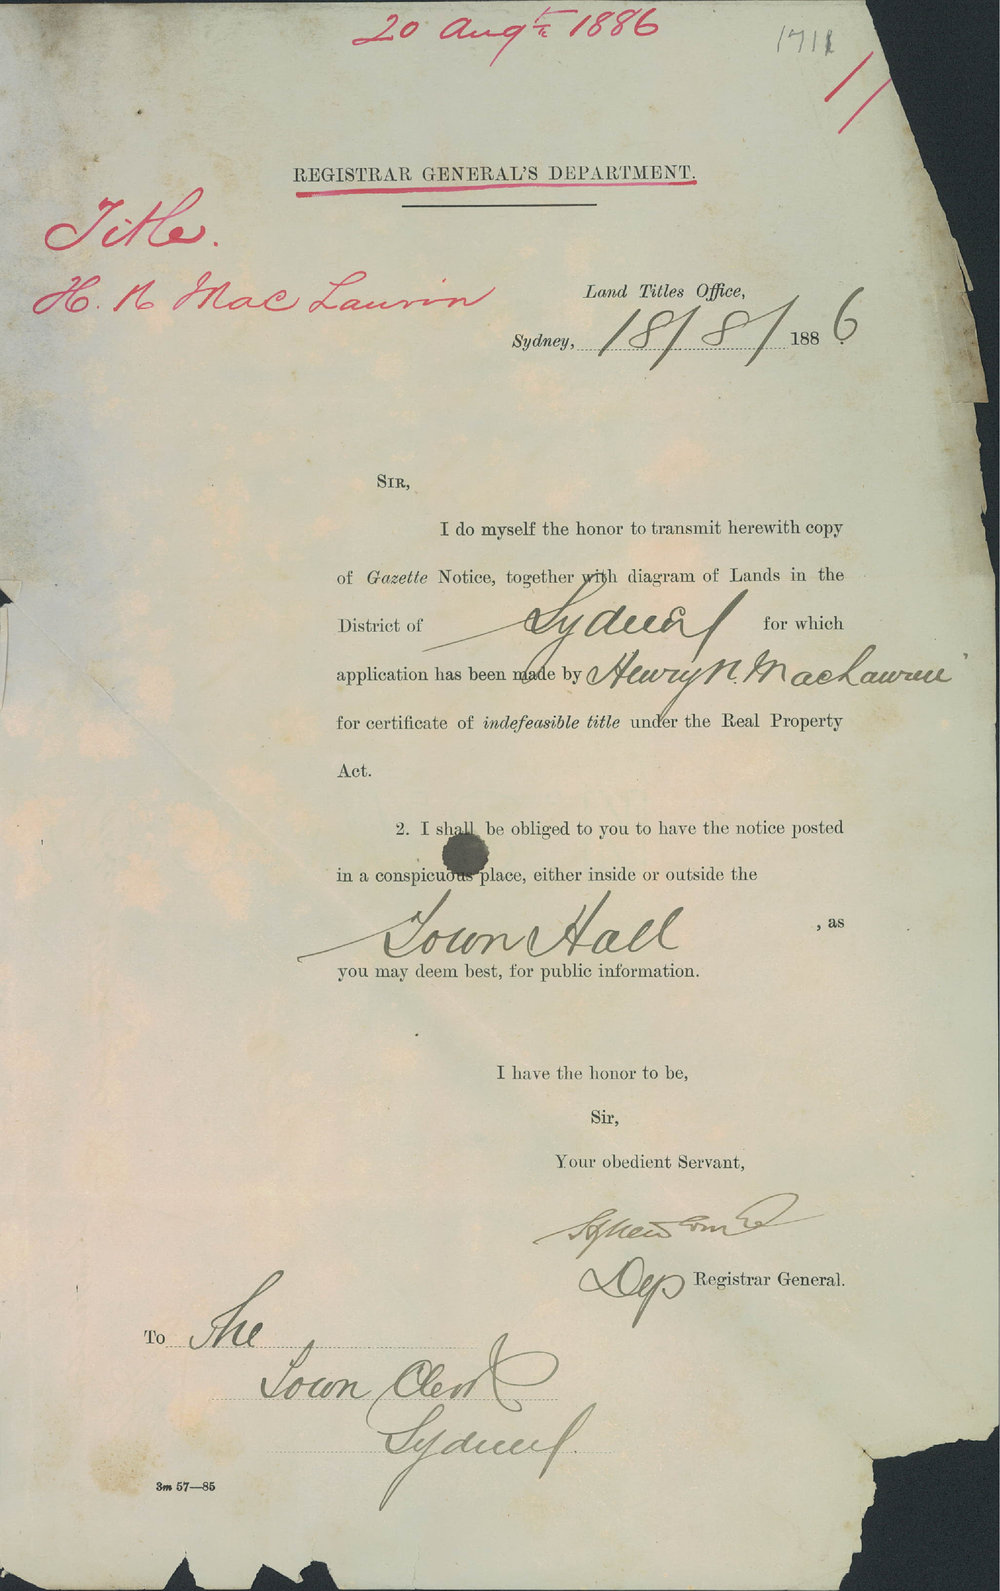 20 Augt 1886
1711
REGISTRAR GENERAL'S DEPARTMENT.
Title.
H. N MacLaurin
Land Titles Office,
Sydney, 18/8/1886.
SIR,
I do myself the honor to transmit herewith copy
of Gazette Notice, together with diagram of Lands in the
District of Sydney for which
application has been made by Henry N. MacLaurin
for certificate of indefeasible title under the Real Property
Act.
2. I shall be obliged to you to have the notice posted
in a conspicuous place, either inside or outside the
Town Hall , as
you may deem best, for public information.
I have the honor to be,
Sir,
Your obedient Servant,
Dep Registrar General.
To The
Town Clerk
Sydney.
3m 57—85